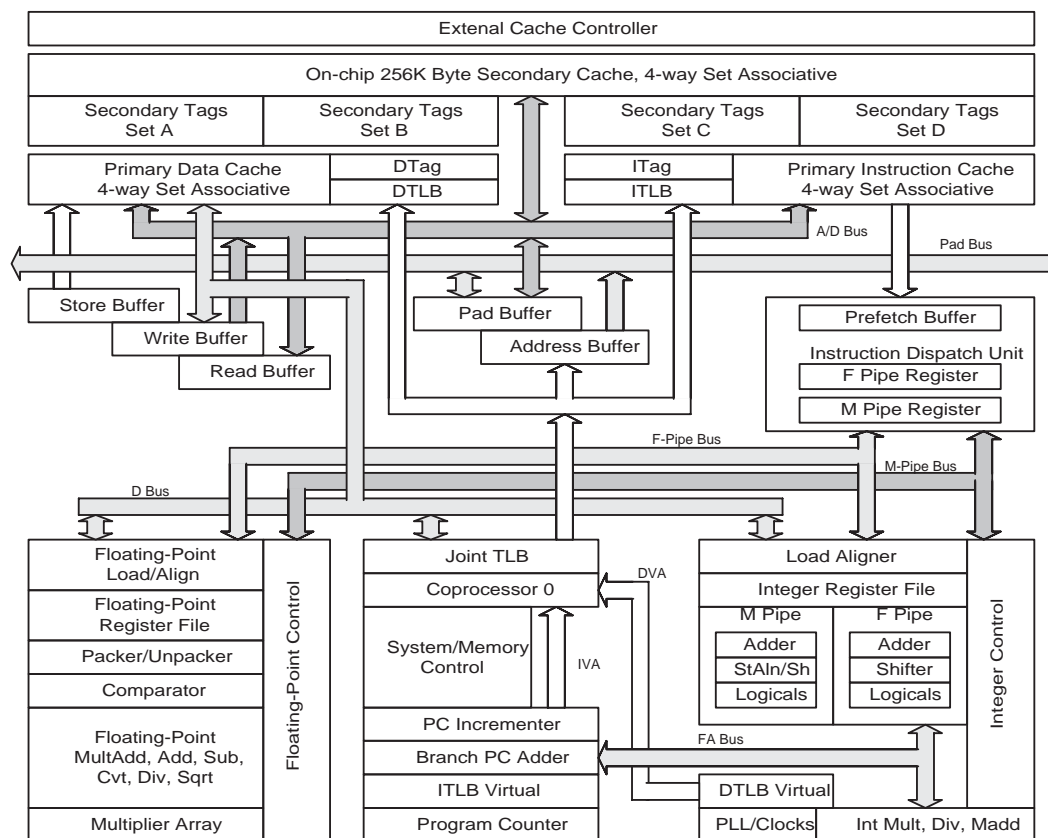 Extenal Cache Controller
On-chip 256K Byte Secondary Cache, 4-way Set Associative
Secondary Tags
Set A
Secondary Tags
Set B
Secondary Tags
Set C
Secondary Tags
Set D
Primary Data Cache
4-way Set Associative
DTag
DTLB
ITag
ITLB
Primary Instruction Cache
4-way Set Associative
A/D Bus
Pad Bus
Store Buffer
Write Buffer
Read Buffer
Pad Buffer
Address Buffer
Prefetch Buffer
Instruction Dispatch Unit
F Pipe Register
M Pipe Register
F-Pipe Bus
M-Pipe Bus
D Bus
Floating-Point
Load/Align
Floating-Point
Register File
Packer/Unpacker
Comparator
Floating-Point
MultAdd, Add, Sub,
Cvt, Div, Sqrt
Multiplier Array
Floating-Point Control
Joint TLB
Coprocessor 0
System/Memory
Control
PC Incrementer
Branch PC Adder
ITLB Virtual
Program Counter
DVA
IVA
FA Bus
Load Aligner
Integer Register File
M Pipe
Adder
StAln/Sh
Logicals
F Pipe
Adder
Shifter
Logicals
Integer Control
DTLB Virtual
PLL/Clocks
Int Mult, Div, Madd